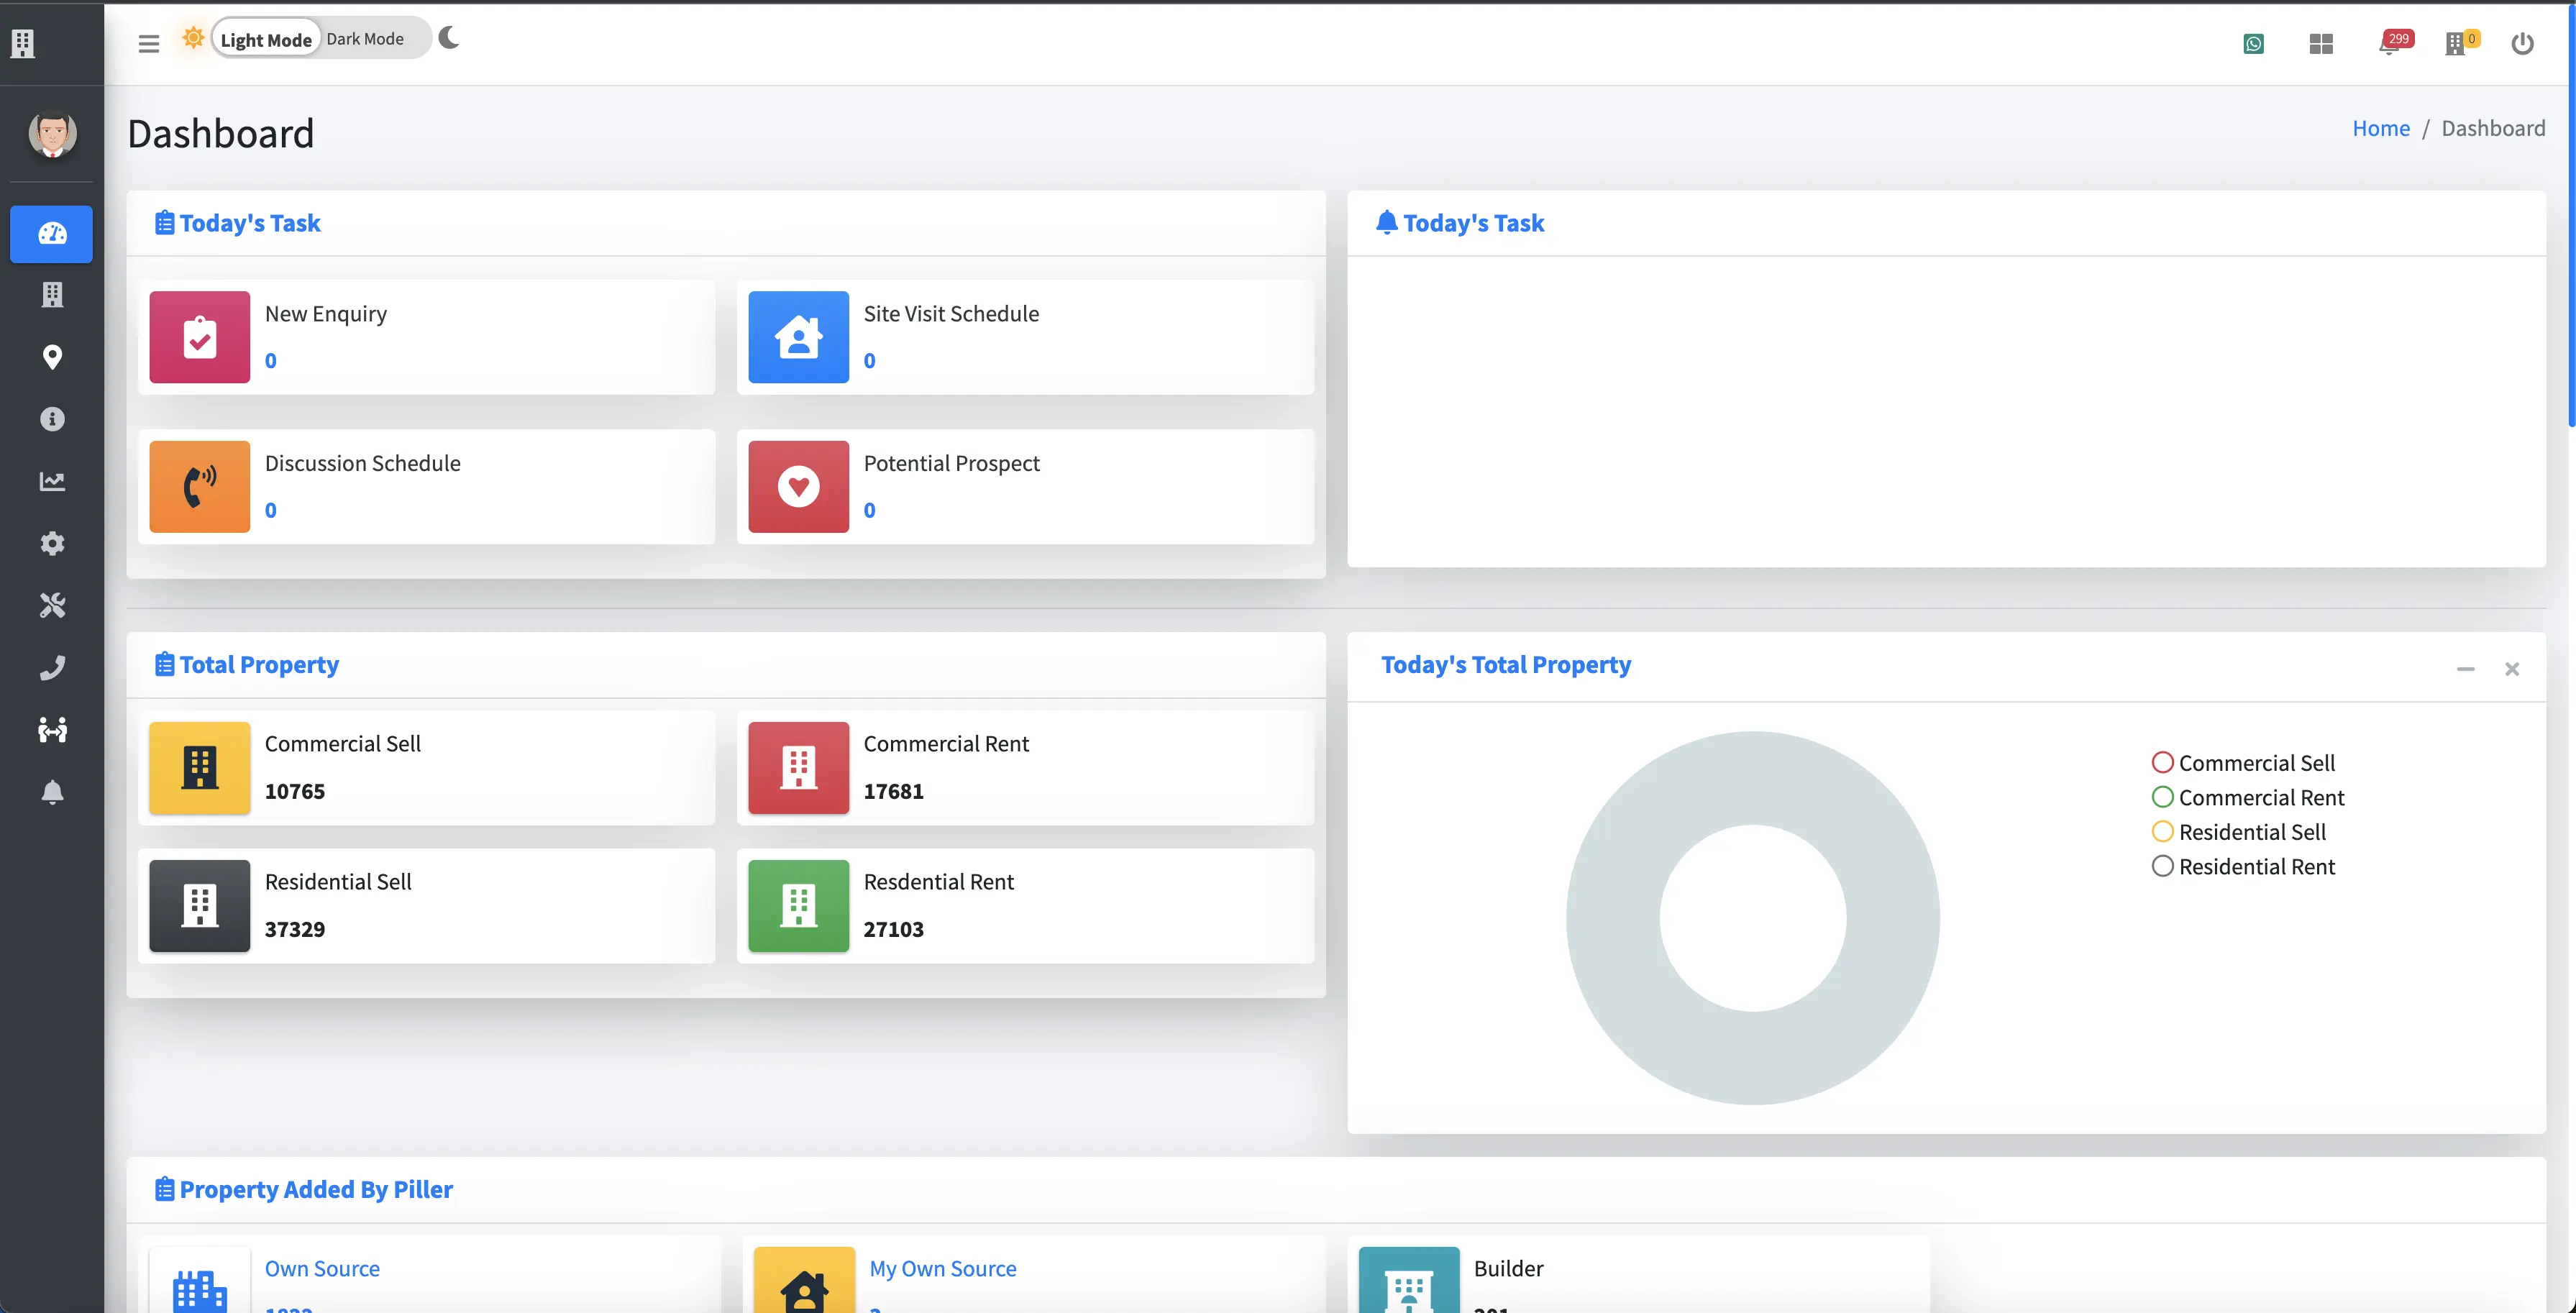 Light Mode
Dark Mode
299
0
Dashboard
Home / Dashboard
Today's Task
New Enquiry
0
Site Visit Schedule
0
Discussion Schedule
0
Potential Prospect
0
Today's Task
Total Property
Commercial Sell
10765
Commercial Rent
17681
Residential Sell
37329
Resdential Rent
27103
Today's Total Property
Commercial Sell
Commercial Rent
Residential Sell
Residential Rent
Property Added By Piller
Own Source
My Own Source
Builder